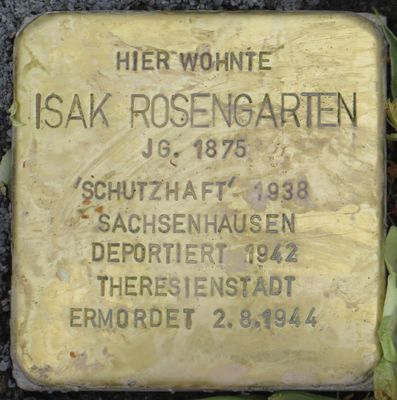 HIER WOHNTE
ISAK ROSENGARTEN
JG. 1875
'SCHUTZHAFT' 1938
SACHSENHAUSEN
DEPORTIERT 1942
THERESIENSTADT
ERMORDET 2.8.1944